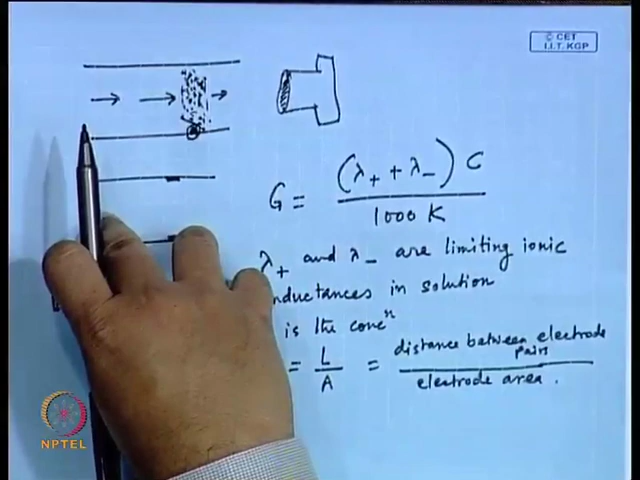 © CET
I.I.T. KGP
G = (λ+ + λ−) C
1000 K
λ+ and λ− are limiting ionic
nductances in solution
is the concⁿ
= L / A = distance between electrode pair / electrode area.
NPTEL